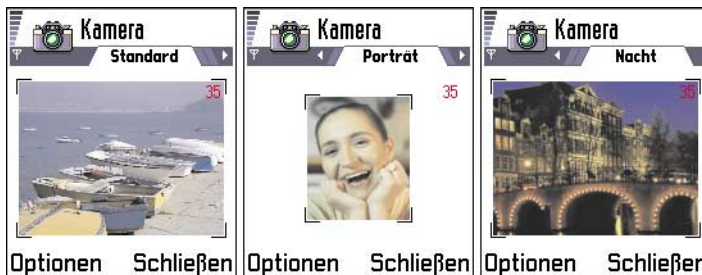 Kamera
Standard
35
Optionen Schließen
Kamera
Porträt
35
Optionen Schließen
Kamera
Nacht
35
Optionen Schließen